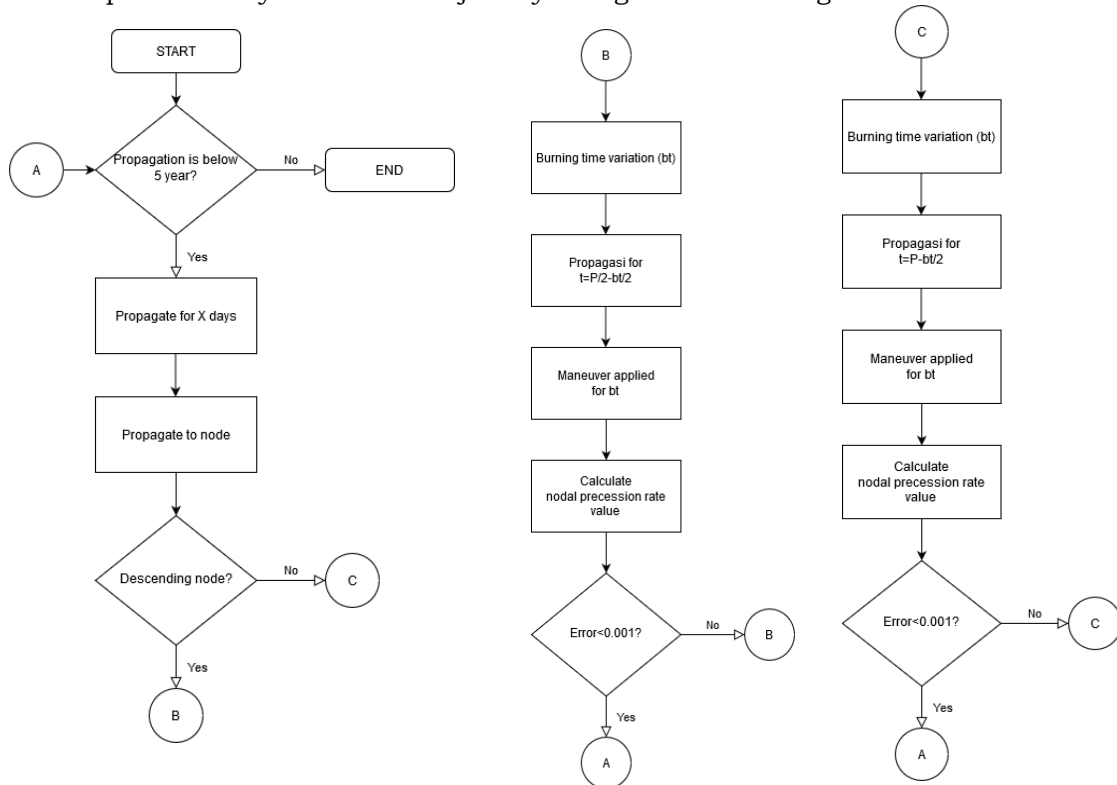 START
A
Propagation is below
5 year?
No
END
Yes
Propagate for X days
Propagate to node
Descending node?
No
C
Yes
B
B
Burning time variation (bt)
Propagasi for
t=P/2-bt/2
Maneuver applied
for bt
Calculate
nodal precession rate
value
Error<0.001?
No
B
Yes
A
C
Burning time variation (bt)
Propagasi for
t=P-bt/2
Maneuver applied
for bt
Calculate
nodal precession rate
value
Error<0.001?
No
C
Yes
A